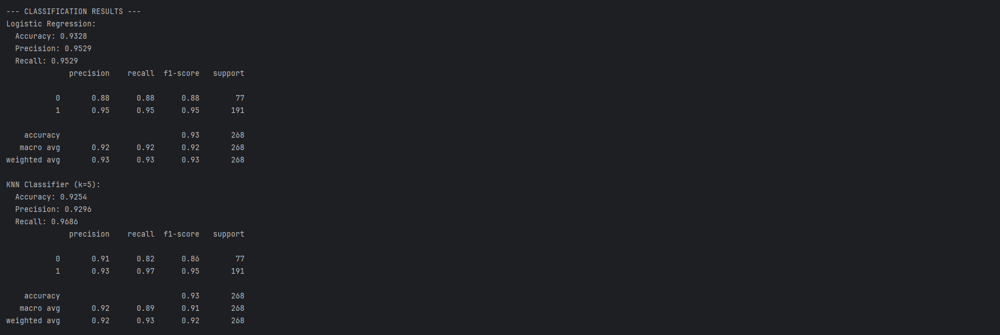 --- CLASSIFICATION RESULTS ---
Logistic Regression:
  Accuracy: 0.9328
  Precision: 0.9529
  Recall: 0.9529
              precision    recall  f1-score   support

           0       0.88      0.88      0.88        77
           1       0.95      0.95      0.95       191

    accuracy                           0.93       268
   macro avg       0.92      0.92      0.92       268
weighted avg       0.93      0.93      0.93       268

KNN Classifier (k=5):
  Accuracy: 0.9254
  Precision: 0.9296
  Recall: 0.9686
              precision    recall  f1-score   support

           0       0.91      0.82      0.86        77
           1       0.93      0.97      0.95       191

    accuracy                           0.93       268
   macro avg       0.92      0.89      0.91       268
weighted avg       0.92      0.93      0.92       268